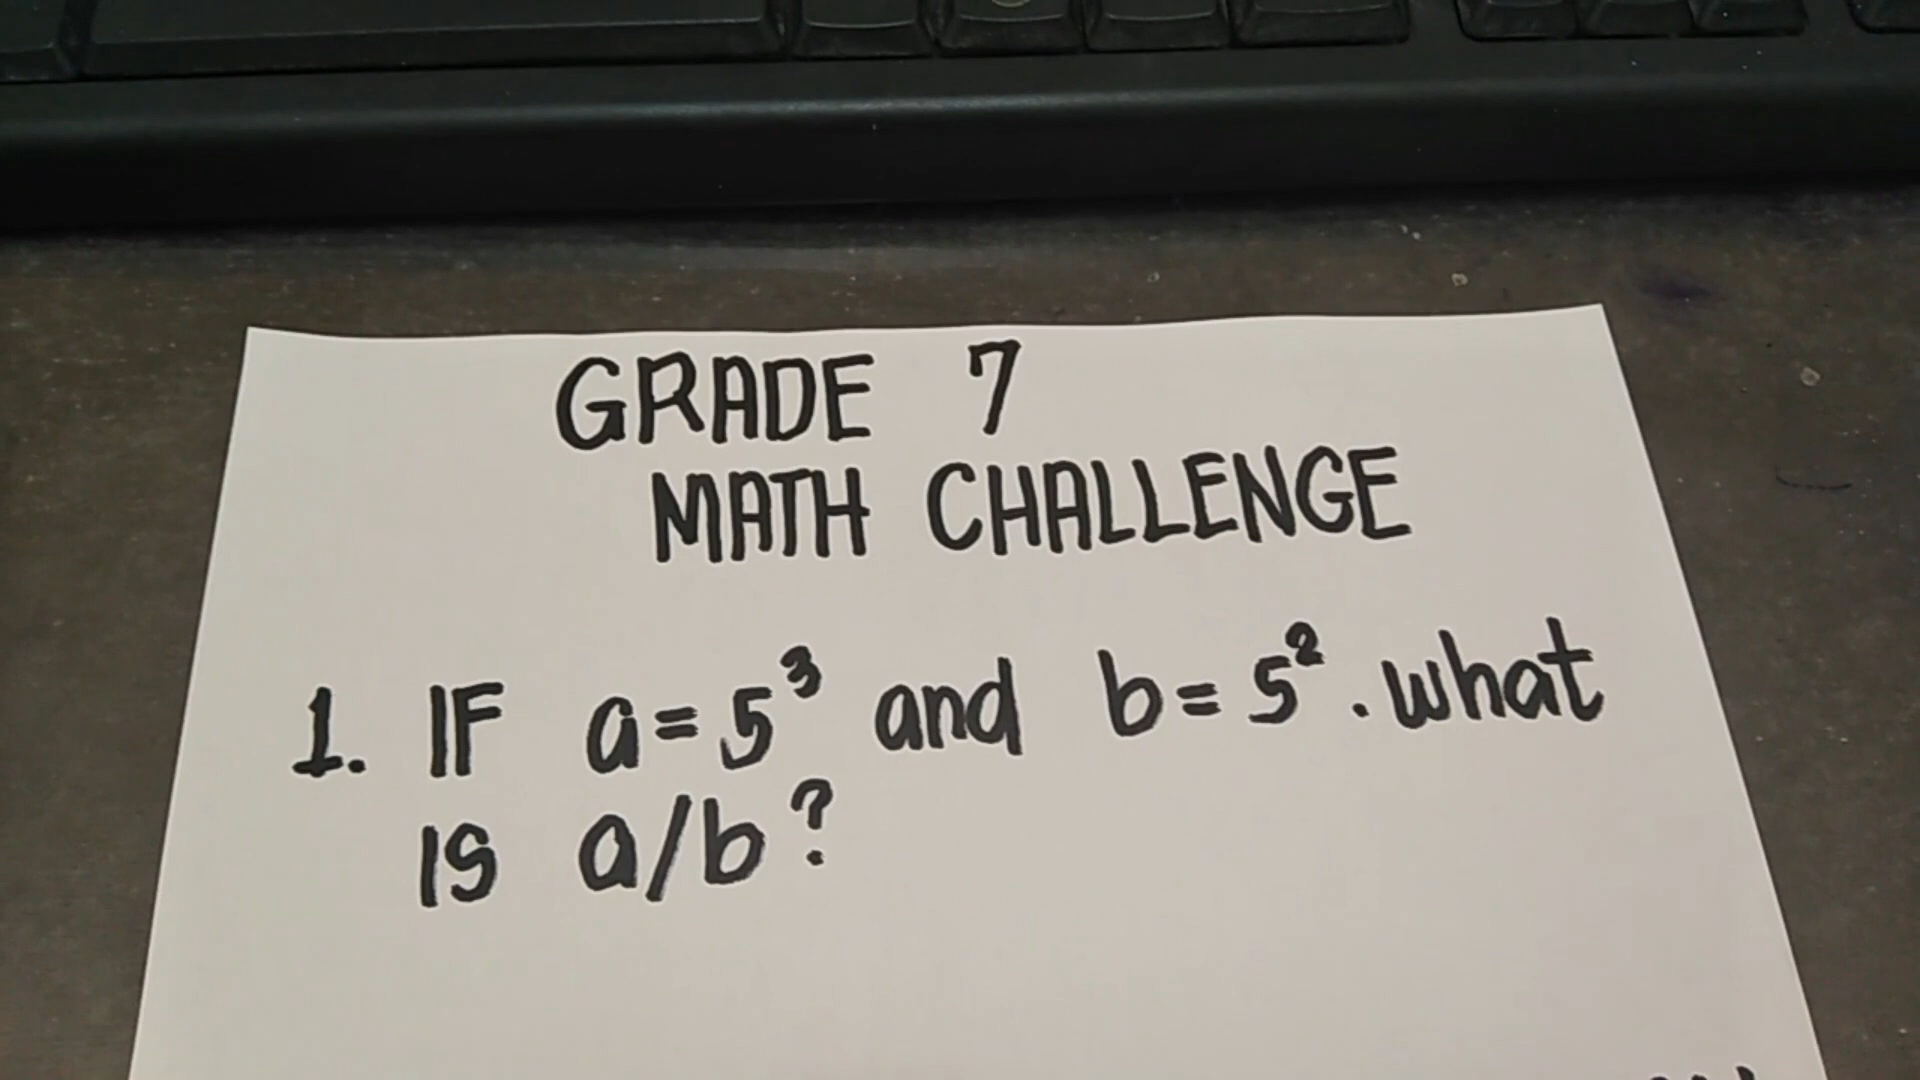 GRADE 7
MATH CHALLENGE
1. IF a=5³ and b=5². what
IS a/b?